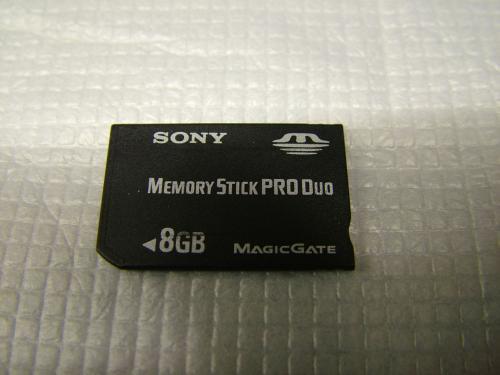 SONY
MEMORY STICK PRO DUO
8GB
MAGICGATE